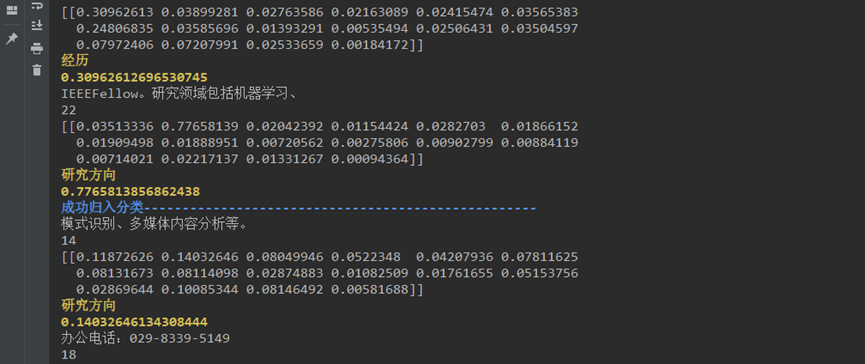 [[0.30962613 0.03899281 0.02763586 0.02163089 0.02415474 0.03565383
0.24806835 0.03585696 0.01393291 0.00535494 0.02506431 0.03504597
0.07972406 0.07207991 0.02533659 0.00184172]]
经历
0.30962612696530745
IEEEFellow。研究领域包括机器学习、
22
[[0.03513336 0.77658139 0.02042392 0.01154424 0.0282703  0.01866152
0.01909498 0.01888951 0.00720562 0.00275806 0.00902799 0.00884119
0.00714021 0.02217137 0.01331267 0.00094364]]
研究方向
0.7765813856862438
成功归入分类--------------------------------------------------
模式识别、多媒体内容分析等。
14
[[0.11872626 0.14032646 0.08049946 0.0522348  0.04207936 0.07811625
0.08131673 0.08114098 0.02874883 0.01082509 0.01761655 0.05153756
0.02869644 0.10085344 0.08146492 0.00581688]]
研究方向
0.14032646134308444
办公电话：029-8339-5149
18